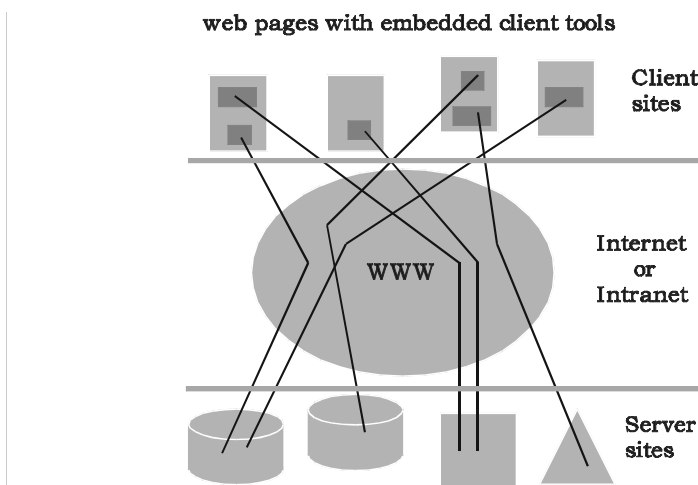 web pages with embedded client tools
Client
sites
WWW
Internet
or
Intranet
Server
sites